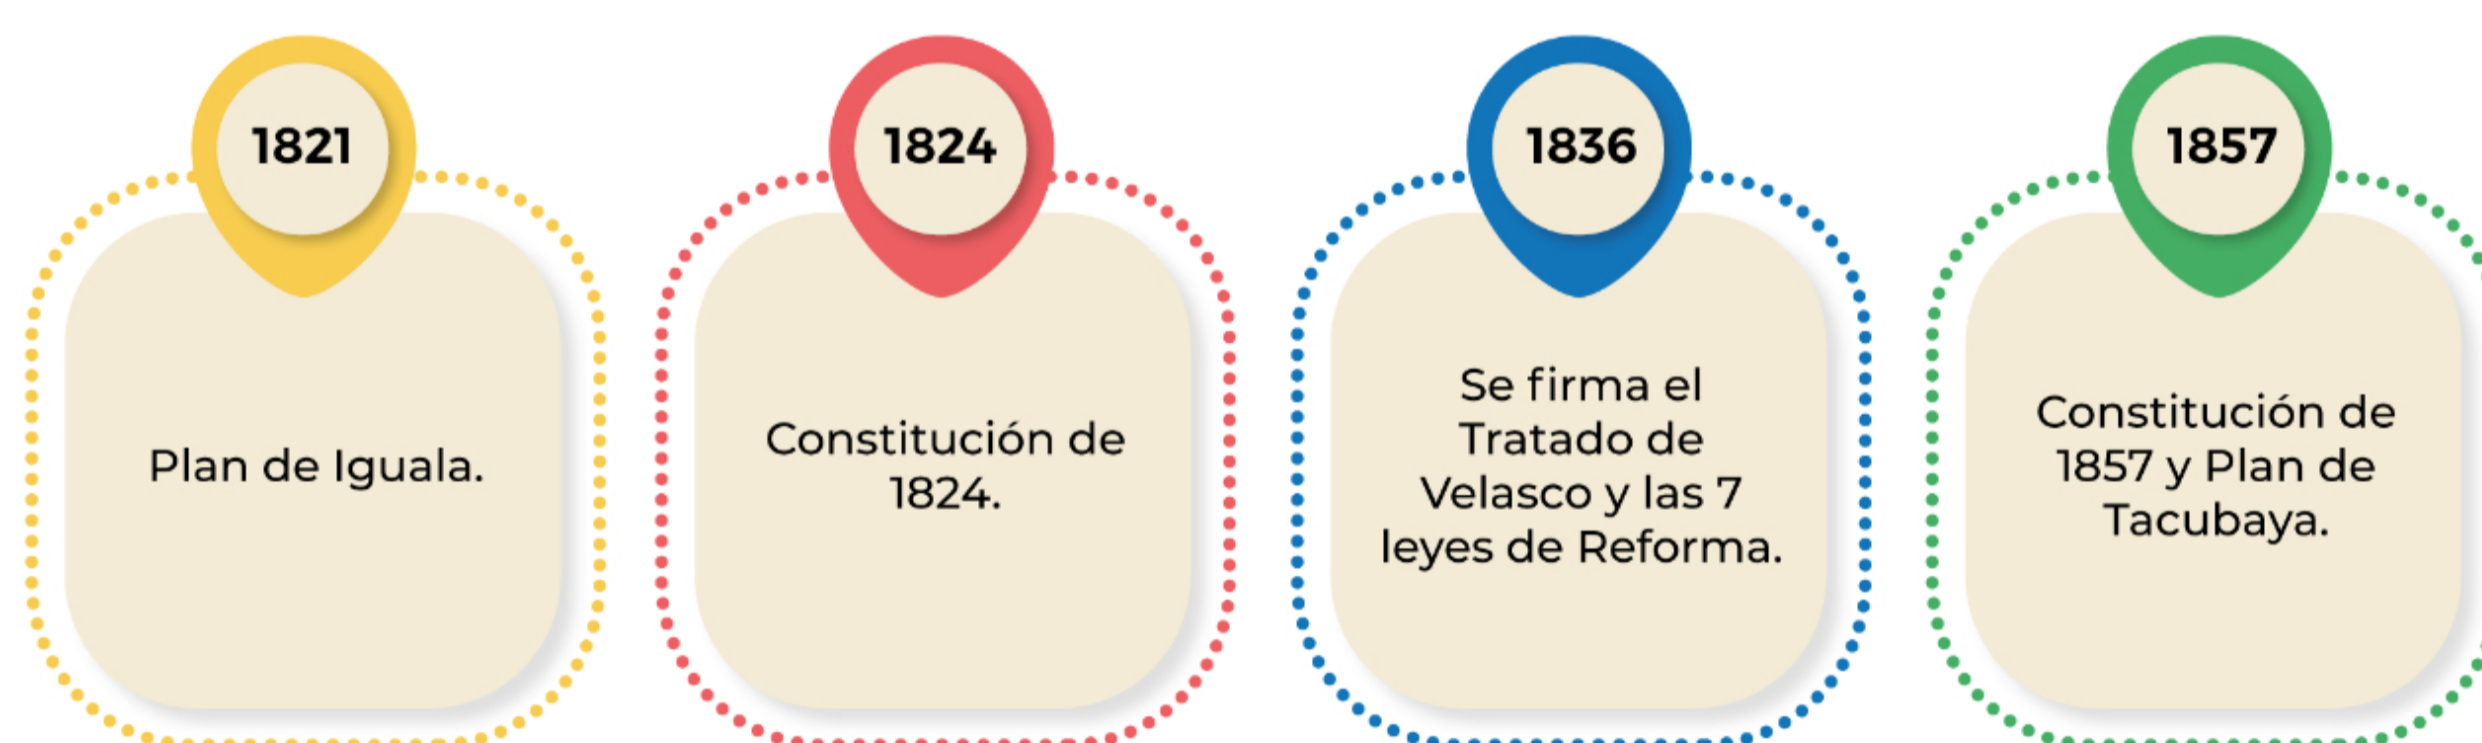 1821
Plan de Iguala.
1824
Constitución de
1824.
1836
Se firma el
Tratado de
Velasco y las 7
leyes de Reforma.
1857
Constitución de
1857 y Plan de
Tacubaya.